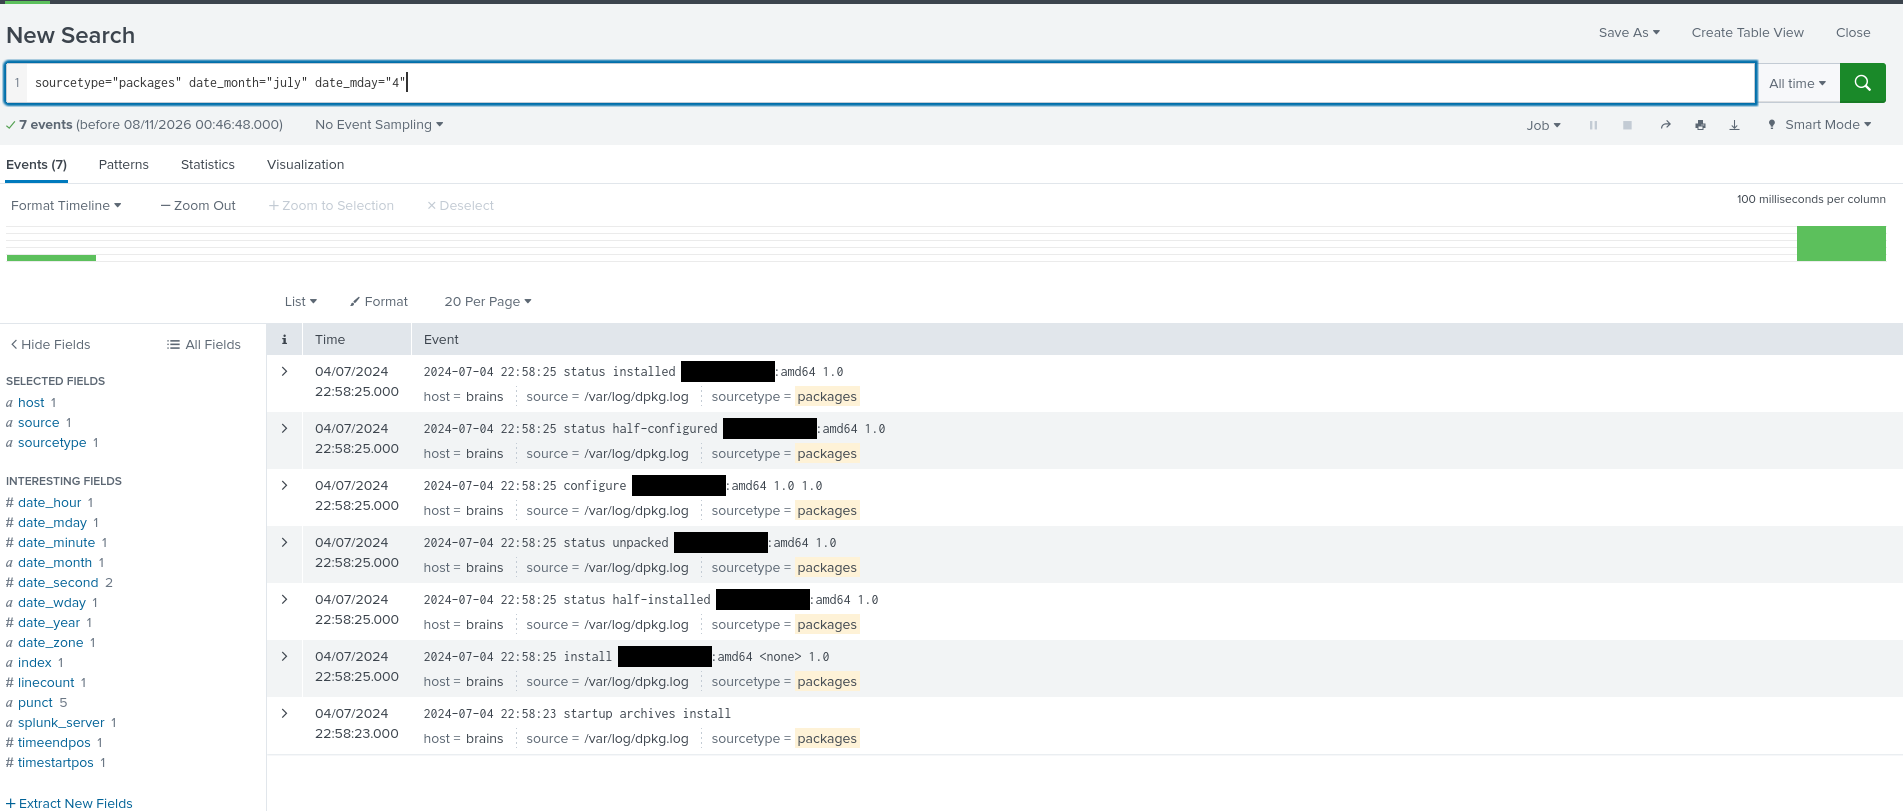 New Search
Save As Create Table View Close
1 sourcetype="packages" date_month="july" date_mday="4"
All time
7 events (before 08/11/2026 00:46:48.000) No Event Sampling
Job Smart Mode
Events (7) Patterns Statistics Visualization
Format Timeline — Zoom Out + Zoom to Selection × Deselect
100 milliseconds per column
List Format 20 Per Page
< Hide Fields All Fields
SELECTED FIELDS
a host 1
a source 1
a sourcetype 1
INTERESTING FIELDS
# date_hour 1
# date_mday 1
# date_minute 1
a date_month 1
# date_second 2
a date_wday 1
# date_year 1
a date_zone 1
a index 1
# linecount 1
a punct 5
a splunk_server 1
# timeendpos 1
# timestartpos 1
+ Extract New Fields
i Time Event
04/07/2024
22:58:25.000
2024-07-04 22:58:25 status installed :amd64 1.0
host = brains source = /var/log/dpkg.log sourcetype = packages
04/07/2024
22:58:25.000
2024-07-04 22:58:25 status half-configured :amd64 1.0
host = brains source = /var/log/dpkg.log sourcetype = packages
04/07/2024
22:58:25.000
2024-07-04 22:58:25 configure :amd64 1.0 1.0
host = brains source = /var/log/dpkg.log sourcetype = packages
04/07/2024
22:58:25.000
2024-07-04 22:58:25 status unpacked :amd64 1.0
host = brains source = /var/log/dpkg.log sourcetype = packages
04/07/2024
22:58:25.000
2024-07-04 22:58:25 status half-installed :amd64 1.0
host = brains source = /var/log/dpkg.log sourcetype = packages
04/07/2024
22:58:25.000
2024-07-04 22:58:25 install :amd64 <none> 1.0
host = brains source = /var/log/dpkg.log sourcetype = packages
04/07/2024
22:58:23.000
2024-07-04 22:58:23 startup archives install
host = brains source = /var/log/dpkg.log sourcetype = packages